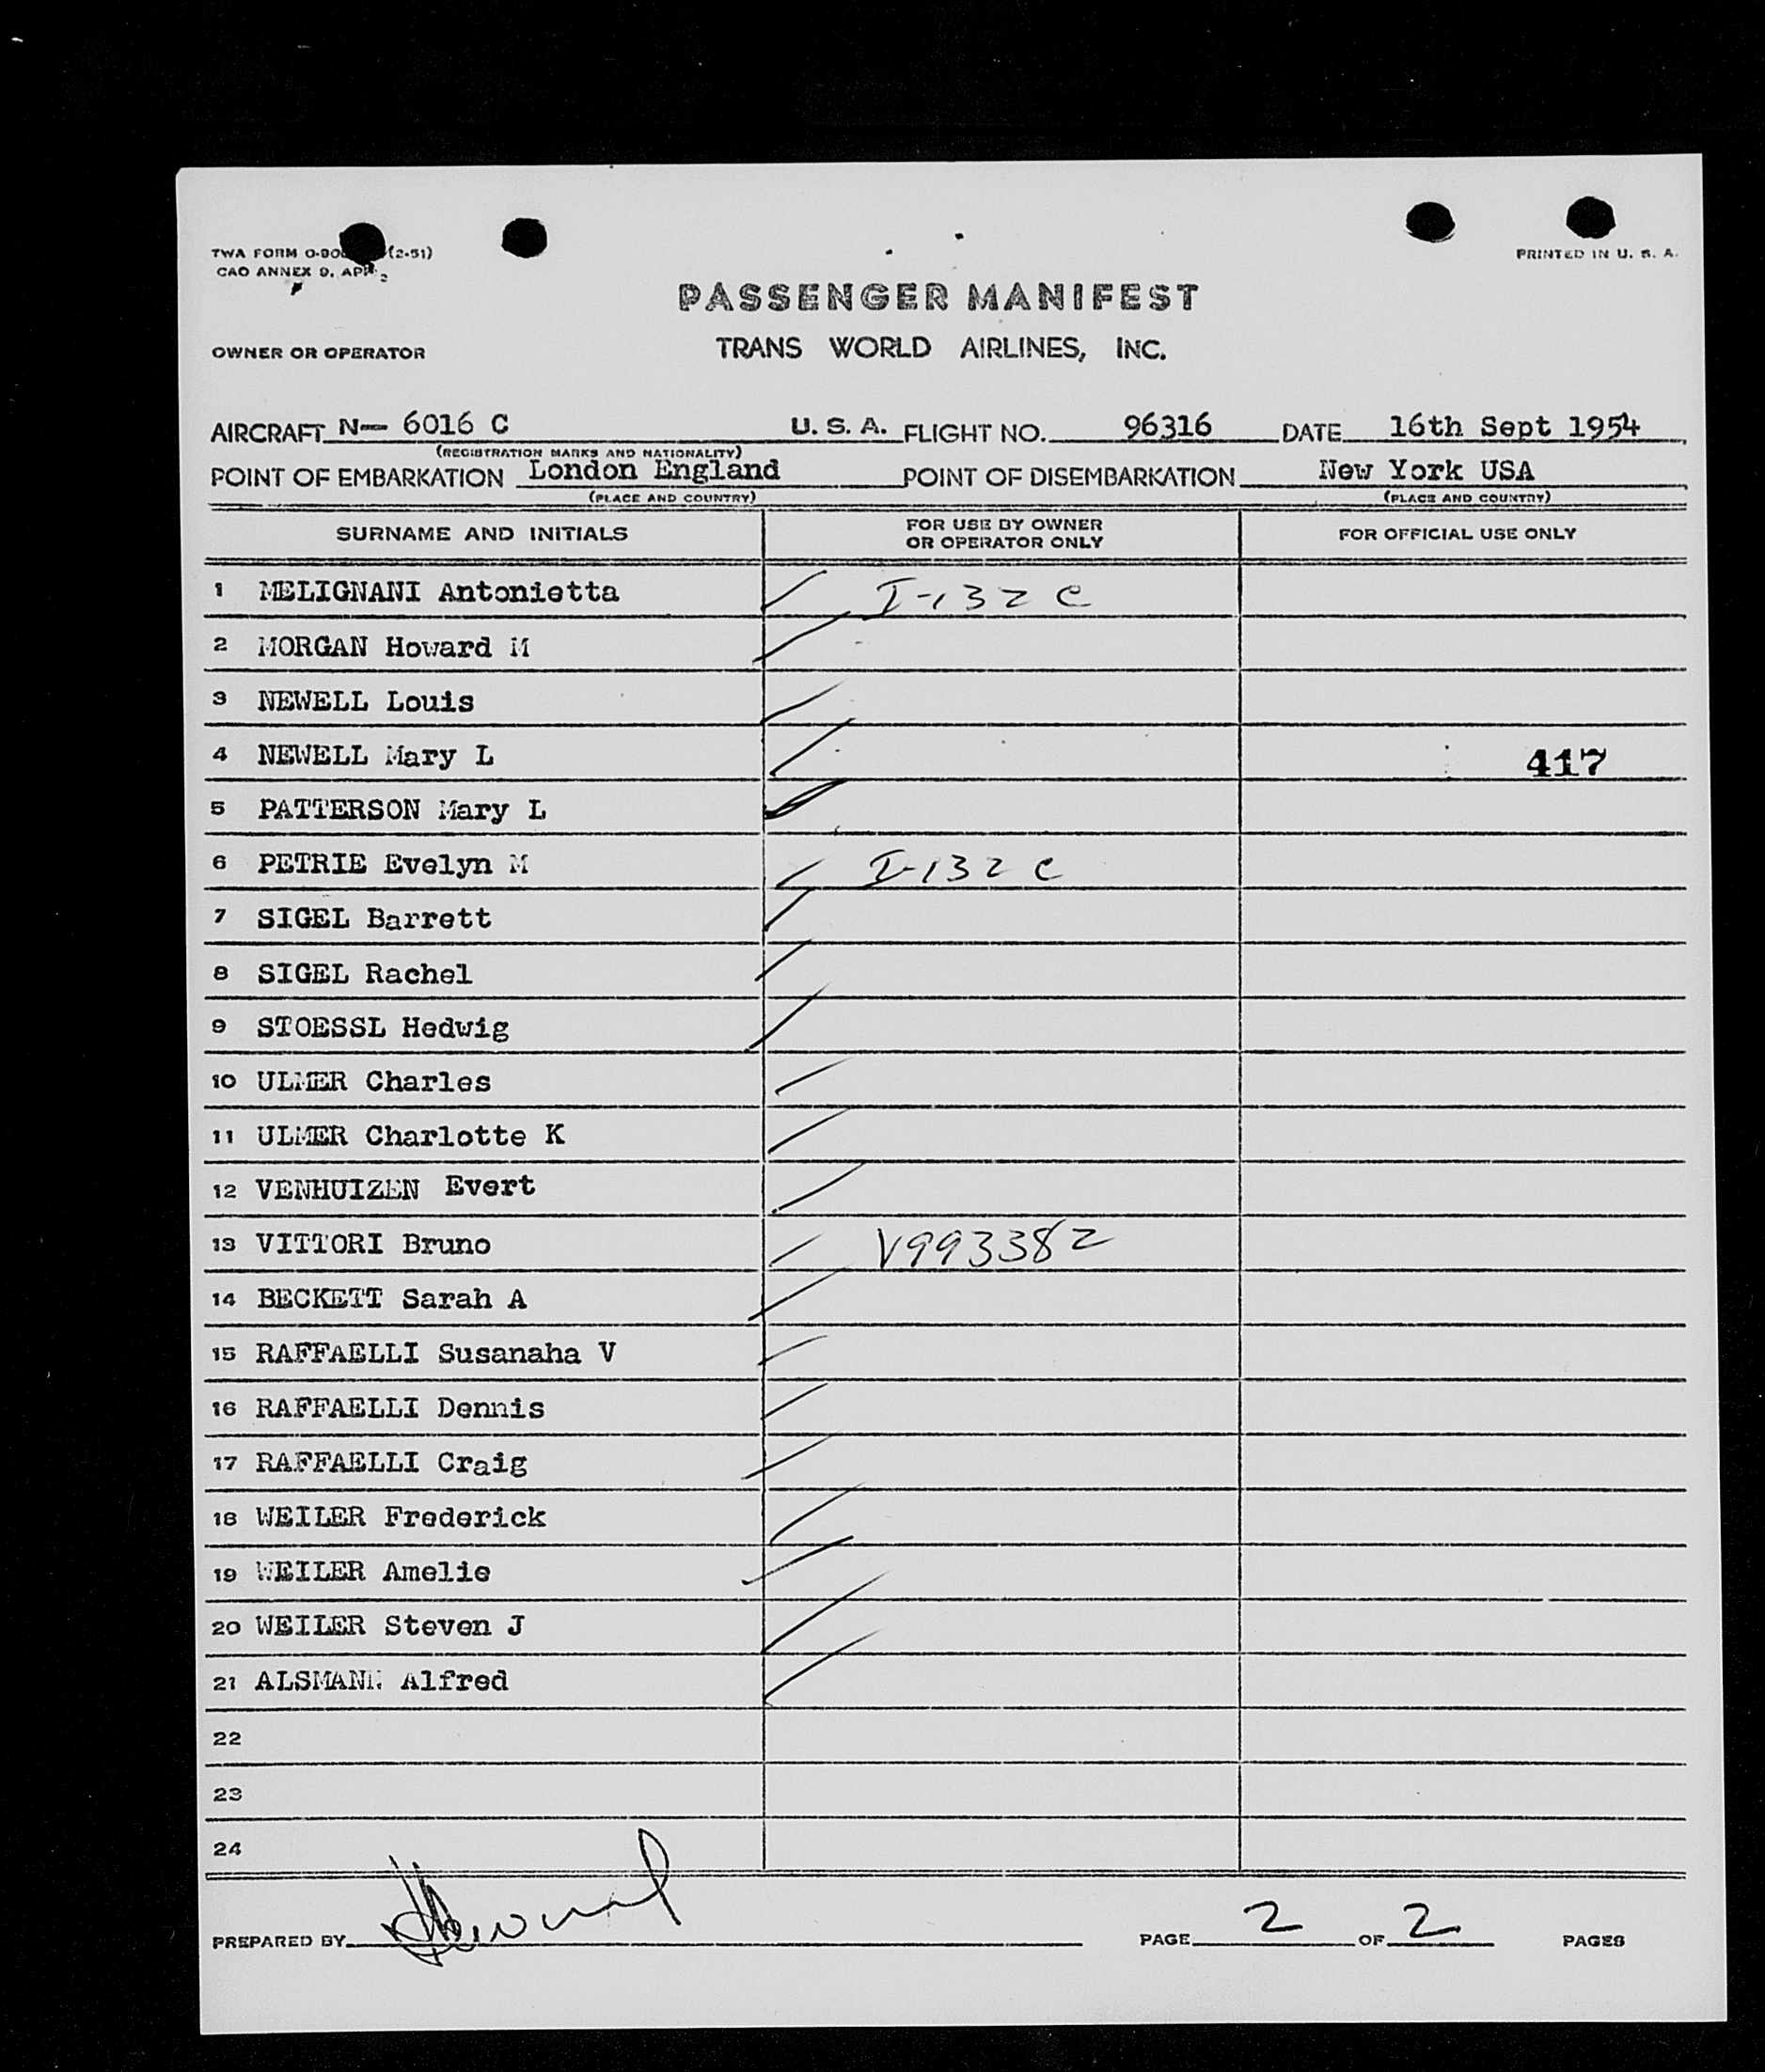 TWA FORM O-90 (2-51)
PRINTED IN U. S. A.
CAO ANNEX 9, APP. 2
PASSENGER MANIFEST
OWNER OR OPERATOR
TRANS WORLD AIRLINES, INC.
AIRCRAFT N— 6016 C U. S. A. FLIGHT NO. 96316 DATE 16th Sept 1954
(REGISTRATION MARKS AND NATIONALITY)
POINT OF EMBARKATION London England POINT OF DISEMBARKATION New York USA
(PLACE AND COUNTRY) (PLACE AND COUNTRY)
SURNAME AND INITIALS FOR USE BY OWNER OR OPERATOR ONLY FOR OFFICIAL USE ONLY
1 MELIGNANI Antonietta I-132 C
2 MORGAN Howard M
3 NEWELL Louis
4 NEWELL Mary L 417
5 PATTERSON Mary L
6 PETRIE Evelyn M I-132 C
7 SIGEL Barrett
8 SIGEL Rachel
9 STOESSL Hedwig
10 ULMER Charles
11 ULMER Charlotte K
12 VENHUIZEN Evert
13 VITTORI Bruno V993382
14 BECKETT Sarah A
15 RAFFAELLI Susanaha V
16 RAFFAELLI Dennis
17 RAFFAELLI Craig
18 WEILER Frederick
19 WEILER Amelie
20 WEILER Steven J
21 ALSMANN Alfred
22
23
24
PREPARED BY PAGE 2 OF 2 PAGES